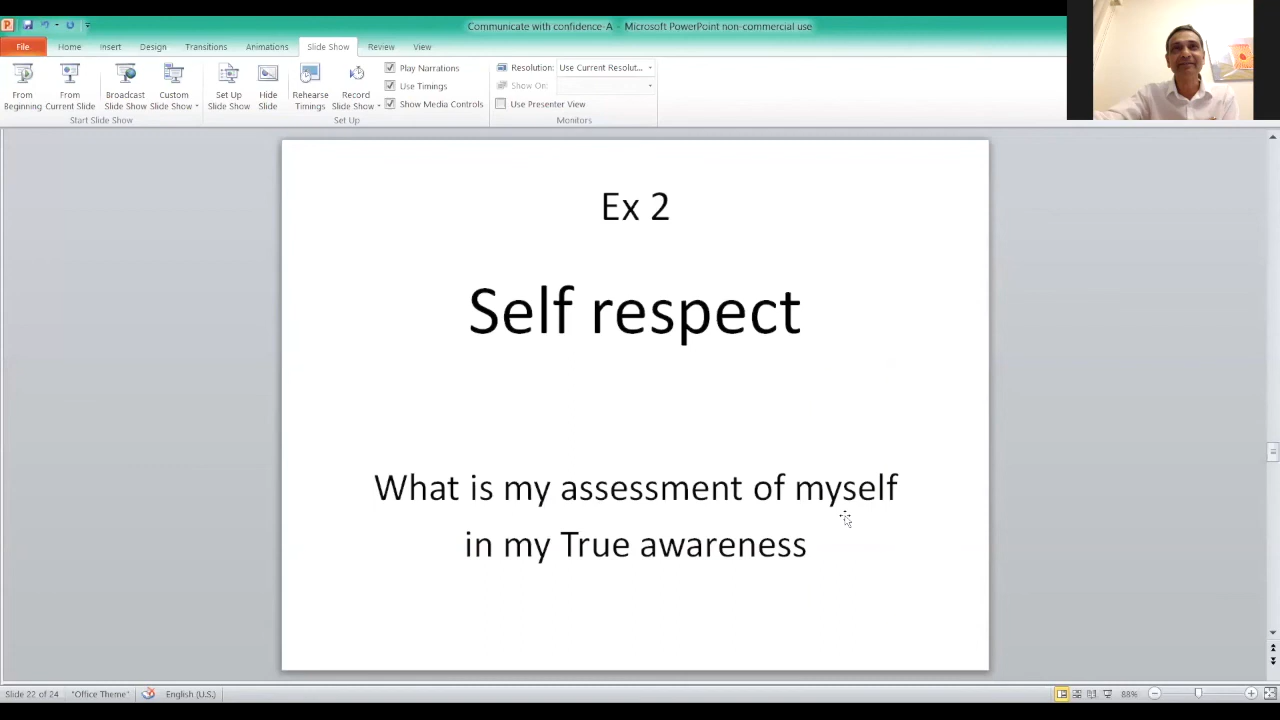 Communicate with confidence-A - Microsoft PowerPoint non-commercial use
File Home Insert Design Transitions Animations Slide Show Review View
From Beginning
From Current Slide
Broadcast Slide Show
Custom Slide Show
Start Slide Show
Set Up Slide Show
Hide Slide
Rehearse Timings
Record Slide Show
Play Narrations
Use Timings
Show Media Controls
Set Up
Resolution: Use Current Resolut...
Show On:
Use Presenter View
Monitors
Ex 2
Self respect
What is my assessment of myself
in my True awareness
Slide 22 of 24 "Office Theme" English (U.S.) 88%